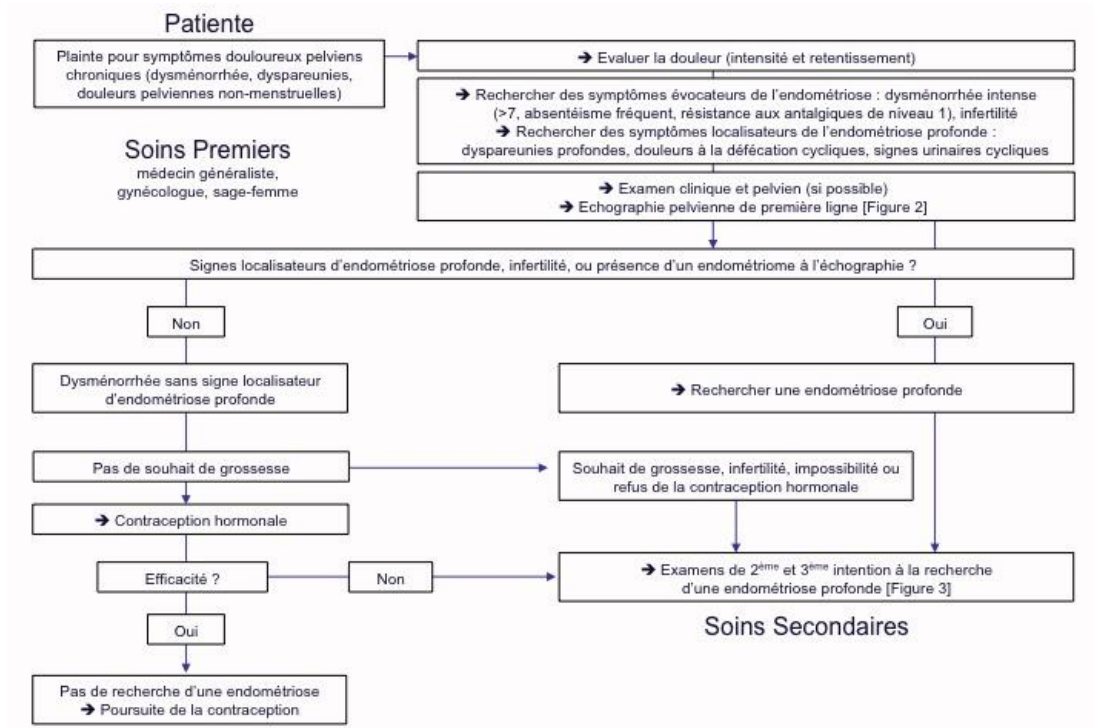 Patiente
Plainte pour symptômes douloureux pelviens
chroniques (dysménorrhée, dyspareunies,
douleurs pelviennes non-menstruelles)
➔ Evaluer la douleur (intensité et retentissement)
➔ Rechercher des symptômes évocateurs de l'endométriose : dysménorrhée intense
(>7, absentéisme fréquent, résistance aux antalgiques de niveau 1), infertilité
➔ Rechercher des symptômes localisateurs de l'endométriose profonde :
dyspareunies profondes, douleurs à la défécation cycliques, signes urinaires cycliques
Soins Premiers
médecin généraliste,
gynécologue, sage-femme
➔ Examen clinique et pelvien (si possible)
➔ Echographie pelvienne de première ligne [Figure 2]
Signes localisateurs d'endométriose profonde, infertilité, ou présence d'un endométriome à l'échographie ?
Non
Oui
Dysménorrhée sans signe localisateur
d'endométriose profonde
➔ Rechercher une endométriose profonde
Pas de souhait de grossesse
Souhait de grossesse, infertilité, impossibilité ou
refus de la contraception hormonale
➔ Contraception hormonale
Efficacité ?
Non
➔ Examens de 2ème et 3ème intention à la recherche
d'une endométriose profonde [Figure 3]
Oui
Soins Secondaires
Pas de recherche d'une endométriose
➔ Poursuite de la contraception